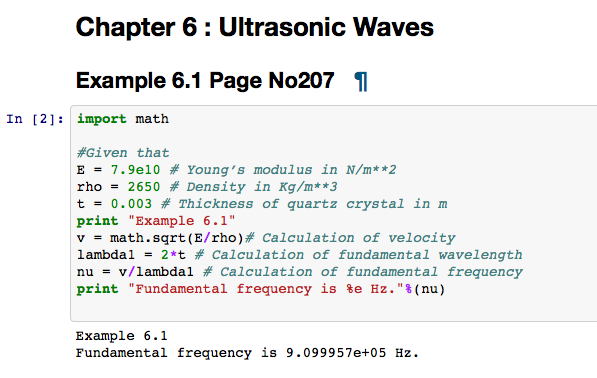 Chapter 6 : Ultrasonic Waves
Example 6.1 Page No207 ¶
In [2]: import math
#Given that
E = 7.9e10 # Young's modulus in N/m**2
rho = 2650 # Density in Kg/m**3
t = 0.003 # Thickness of quartz crystal in m
print "Example 6.1"
v = math.sqrt(E/rho)# Calculation of velocity
lambda1 = 2*t # Calculation of fundamental wavelength
nu = v/lambda1 # Calculation of fundamental frequency
print "Fundamental frequency is %e Hz."%(nu)
Example 6.1
Fundamental frequency is 9.099957e+05 Hz.